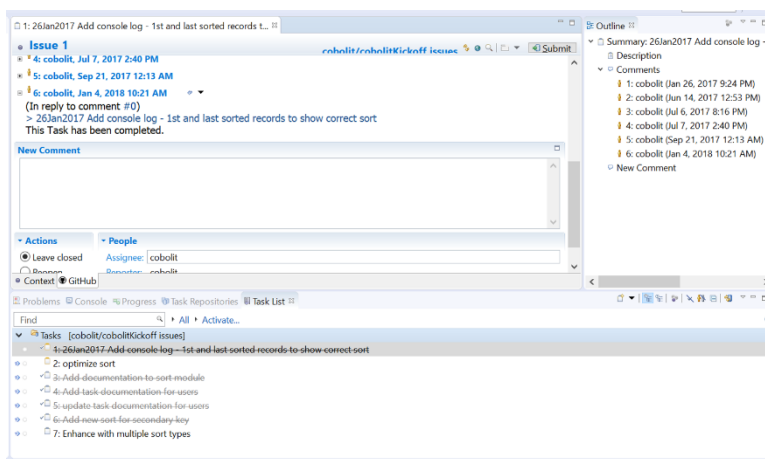 1: 26Jan2017 Add console log - 1st and last sorted records t...
Issue 1
cobolit/cobolitKickoff issues
Submit
4: cobolit, Jul 7, 2017 2:40 PM
5: cobolit, Sep 21, 2017 12:13 AM
6: cobolit, Jan 4, 2018 10:21 AM
(In reply to comment #0)
> 26Jan2017 Add console log - 1st and last sorted records to show correct sort
This Task has been completed.
New Comment
Actions
People
Leave closed
Assignee: cobolit
Reopen
Reporter: cobolit
Context
GitHub
Outline
Summary: 26Jan2017 Add console log -
Description
Comments
1: cobolit (Jan 26, 2017 9:24 PM)
2: cobolit (Jun 14, 2017 12:53 PM)
3: cobolit (Jul 6, 2017 8:16 PM)
4: cobolit (Jul 7, 2017 2:40 PM)
5: cobolit (Sep 21, 2017 12:13 AM)
6: cobolit (Jan 4, 2018 10:21 AM)
New Comment
Problems Console Progress Task Repositories Task List
Find
All
Activate...
Tasks [cobolit/cobolitKickoff issues]
1: 26Jan2017 Add console log - 1st and last sorted records to show correct sort
2: optimize sort
3: Add documentation to sort module
4: Add task documentation for users
5: update task documentation for users
6: Add new sort for secondary key
7: Enhance with multiple sort types